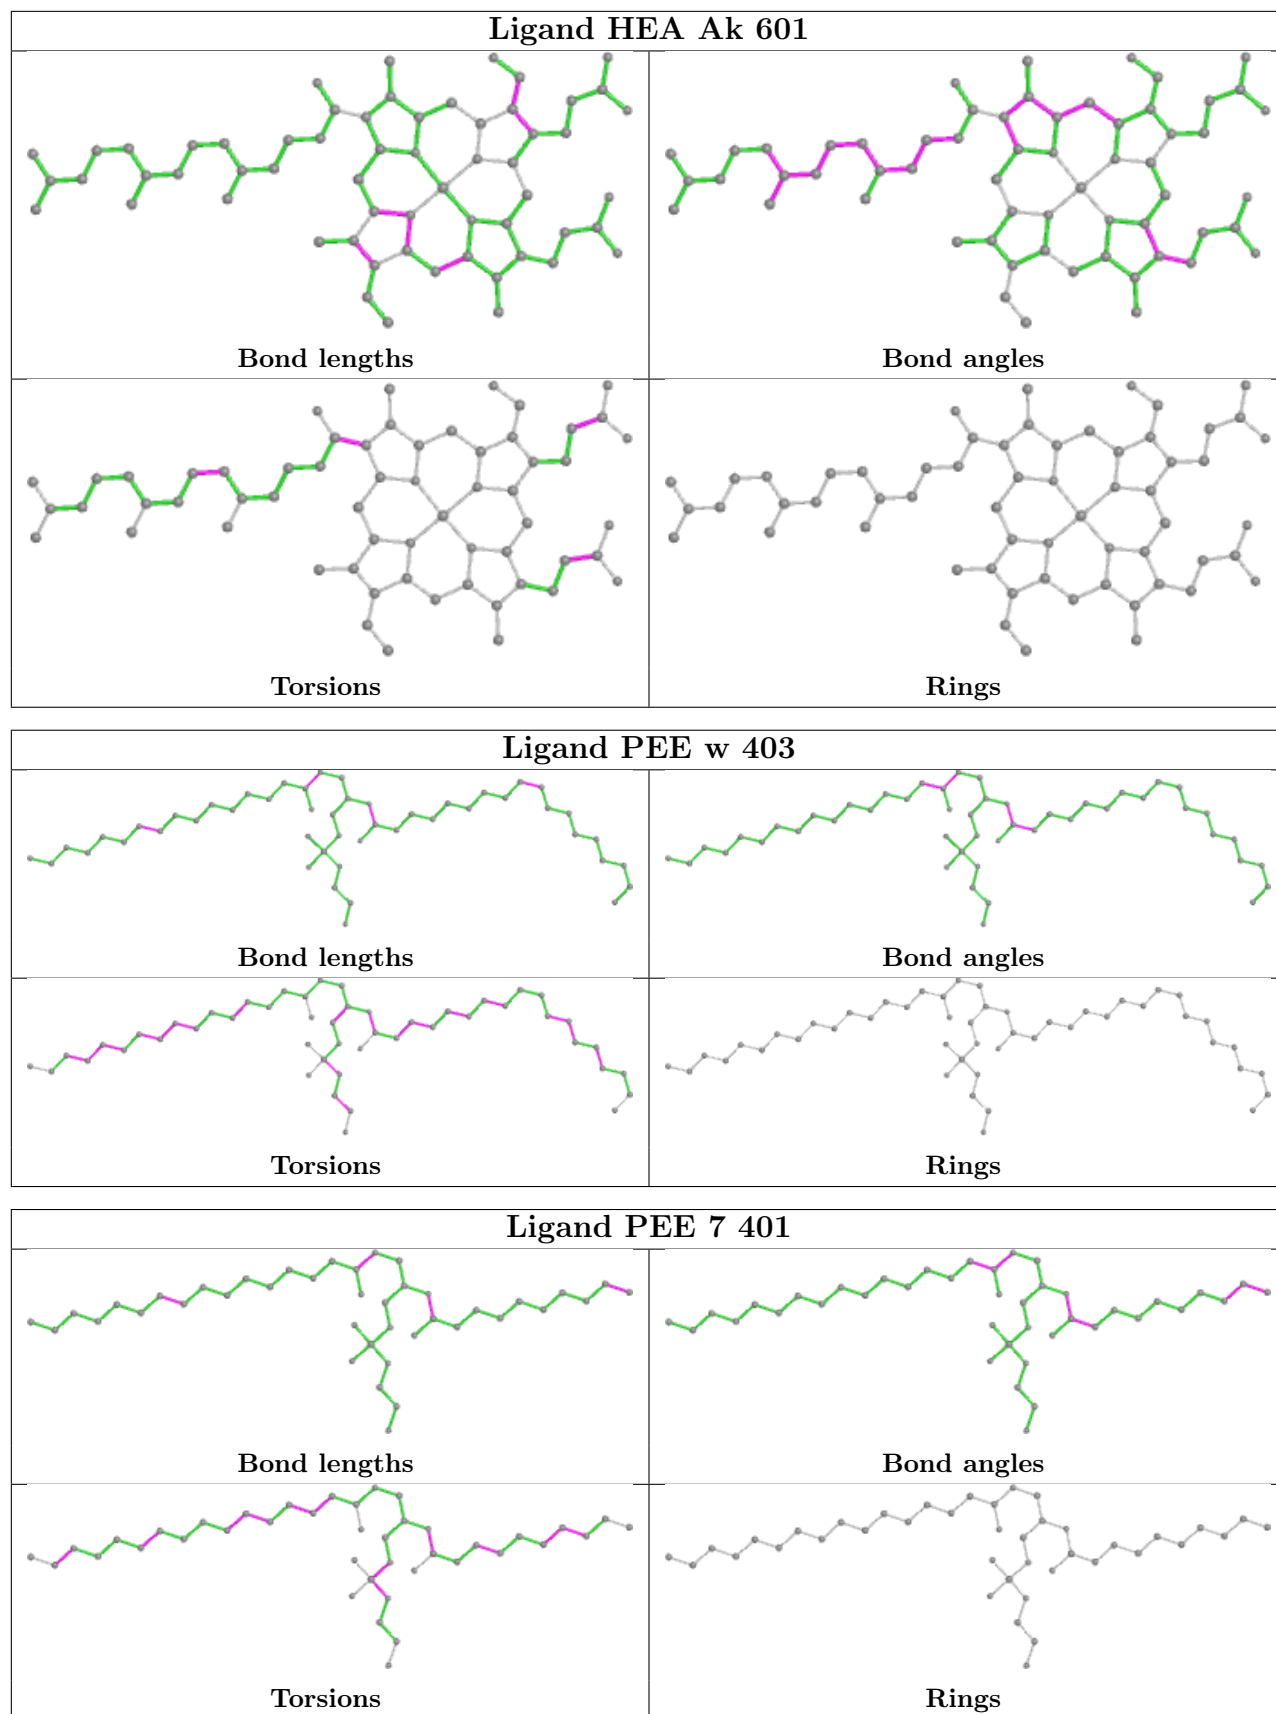 Ligand HEA Ak 601
Bond lengths
Bond angles
Torsions
Rings
Ligand PEE w 403
Bond lengths
Bond angles
Torsions
Rings
Ligand PEE 7 401
Bond lengths
Bond angles
Torsions
Rings